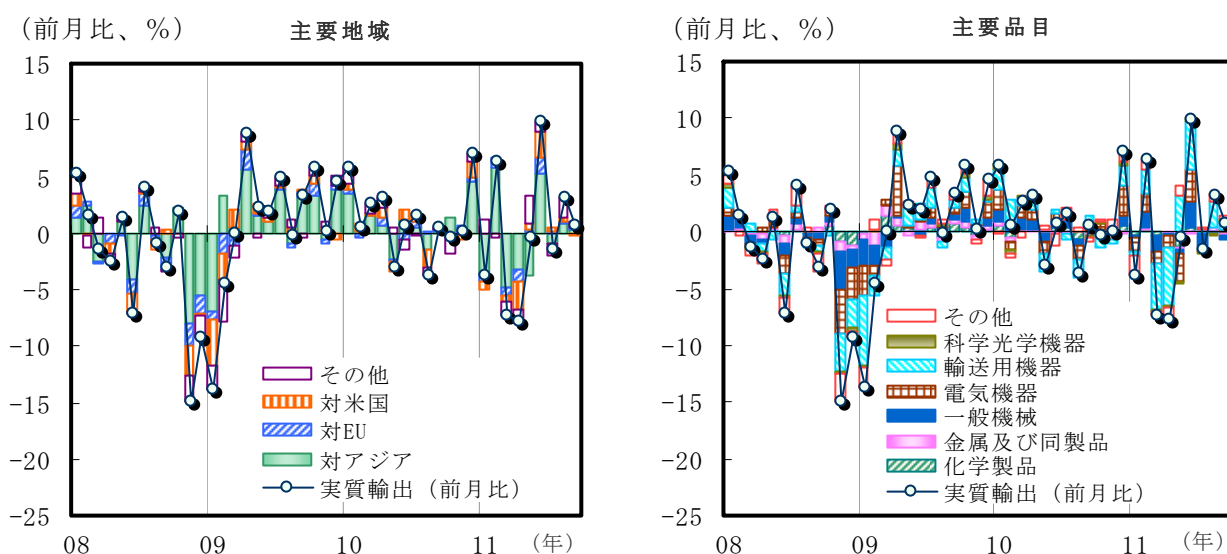 （前月比、％）
主要地域
15
10
5
0
-5
-10
-15
-20
-25
その他
対米国
対EU
対アジア
実質輸出（前月比）
08
09
10
11
（年）
（前月比、％）
主要品目
15
10
5
0
-5
-10
-15
-20
-25
その他
科学光学機器
輸送用機器
電気機器
一般機械
金属及び同製品
化学製品
実質輸出（前月比）
08
09
10
11
（年）